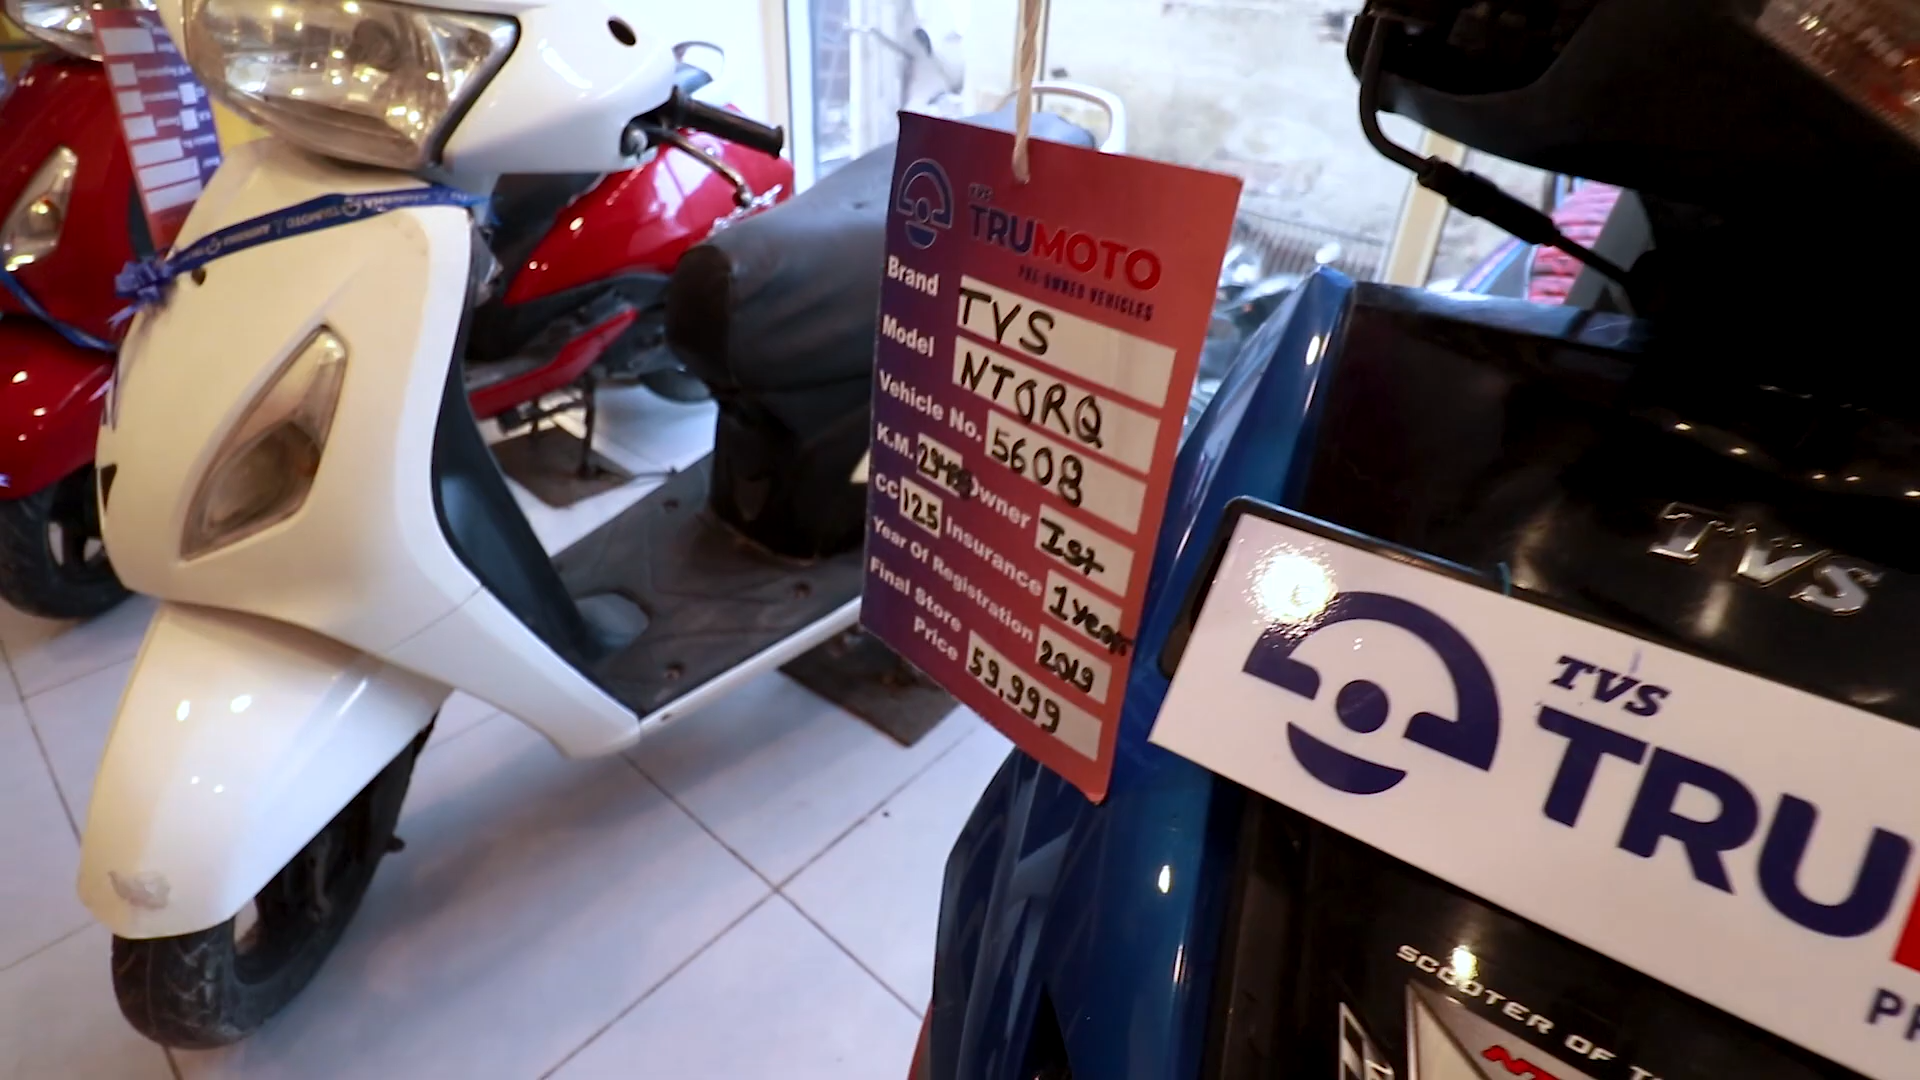 TVS
TRUMOTO
PRE-OWNED VEHICLES
Brand TVS
Model NTORQ
Vehicle No. 5608
K.M. Owner Ist
CC 125 Insurance 1 Year
Year Of Registration 2019
Final Store Price 59,999
TVS
TVS
TRU
SCOOTER OF